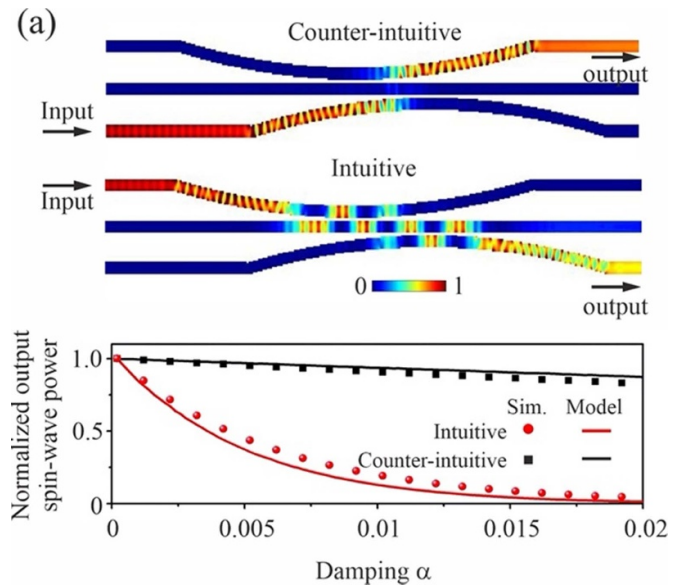 (a)
Counter-intuitive
output
Input
Input
Intuitive
0 1
output
Normalized output
spin-wave power
1.0
0.5
0
Sim. Model
Intuitive
Counter-intuitive
0 0.005 0.01 0.015 0.02
Damping α